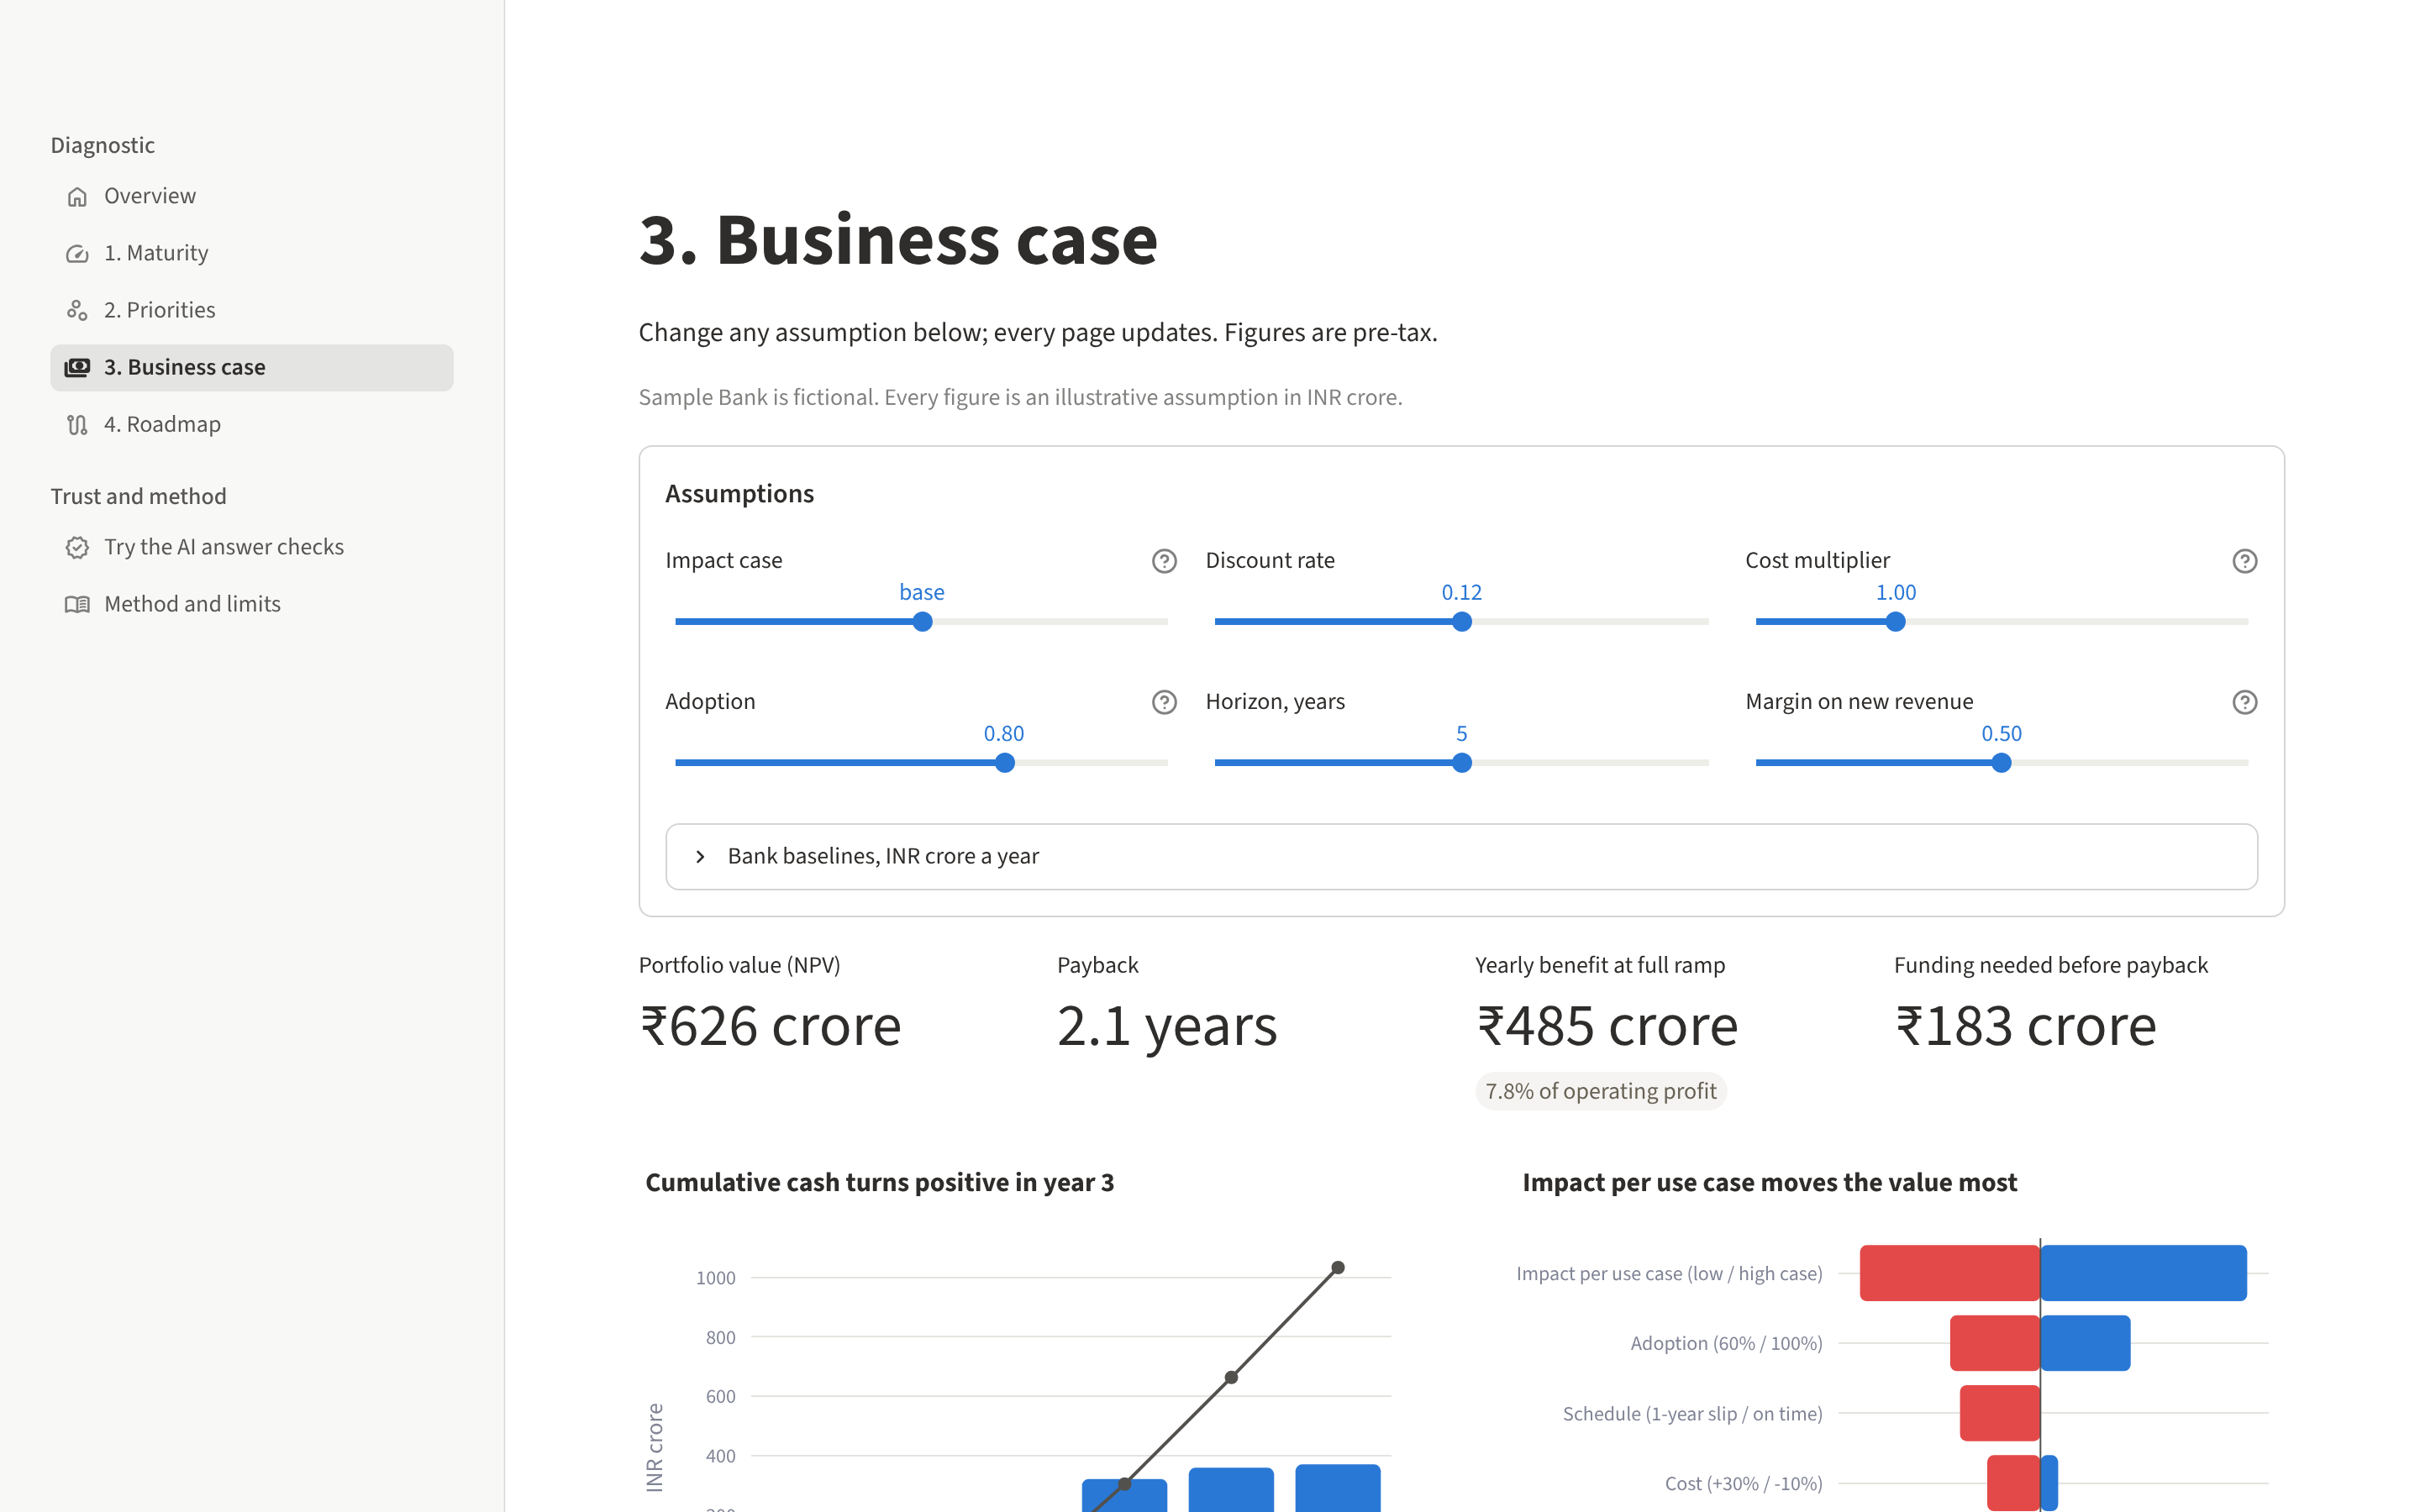 Diagnostic
Overview
1. Maturity
2. Priorities
3. Business case
4. Roadmap
Trust and method
Try the AI answer checks
Method and limits
3. Business case
Change any assumption below; every page updates. Figures are pre-tax.
Sample Bank is fictional. Every figure is an illustrative assumption in INR crore.
Assumptions
Impact case
base
Discount rate
0.12
Cost multiplier
1.00
Adoption
0.80
Horizon, years
5
Margin on new revenue
0.50
Bank baselines, INR crore a year
Portfolio value (NPV)
₹626 crore
Payback
2.1 years
Yearly benefit at full ramp
₹485 crore
7.8% of operating profit
Funding needed before payback
₹183 crore
Cumulative cash turns positive in year 3
1000
800
600
400
INR crore
Impact per use case moves the value most
Impact per use case (low / high case)
Adoption (60% / 100%)
Schedule (1-year slip / on time)
Cost (+30% / -10%)